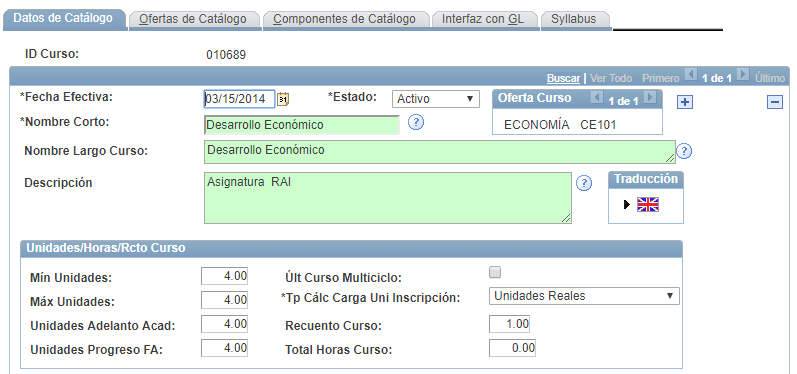 Datos de Catálogo Ofertas de Catálogo Componentes de Catálogo Interfaz con GL Syllabus
ID Curso: 010689
Buscar | Ver Todo Primero 1 de 1 Último
*Fecha Efectiva: 03/15/2014 31 *Estado: Activo Oferta Curso 1 de 1
*Nombre Corto: Desarrollo Económico ? ECONOMÍA CE101
Nombre Largo Curso: Desarrollo Económico ?
Descripción Asignatura RAI ? Traducción
Unidades/Horas/Rcto Curso
Mín Unidades: 4.00 Últ Curso Multiciclo:
Máx Unidades: 4.00 *Tp Cálc Carga Uni Inscripción: Unidades Reales
Unidades Adelanto Acad: 4.00 Recuento Curso: 1.00
Unidades Progreso FA: 4.00 Total Horas Curso: 0.00